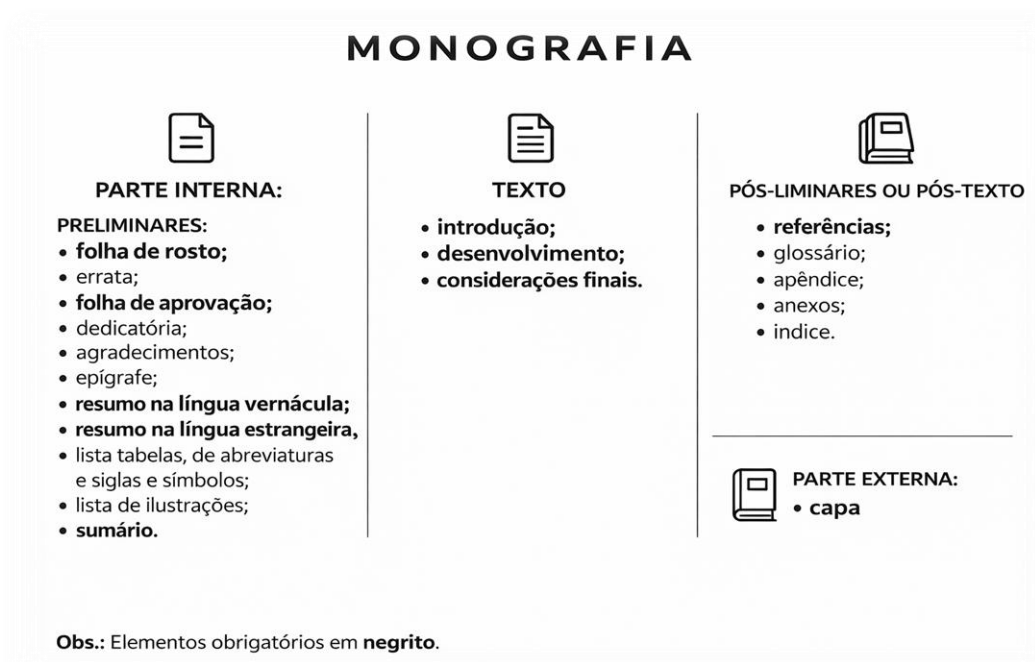 MONOGRAFIA
PARTE INTERNA:
PRELIMINARES:
• folha de rosto;
• errata;
• folha de aprovação;
• dedicatória;
• agradecimentos;
• epígrafe;
• resumo na língua vernácula;
• resumo na língua estrangeira,
• lista tabelas, de abreviaturas
e siglas e símbolos;
• lista de ilustrações;
• sumário.
TEXTO
• introdução;
• desenvolvimento;
• considerações finais.
PÓS-LIMINARES OU PÓS-TEXTO
• referências;
• glossário;
• apêndice;
• anexos;
• indice.
PARTE EXTERNA:
• capa
Obs.: Elementos obrigatórios em negrito.